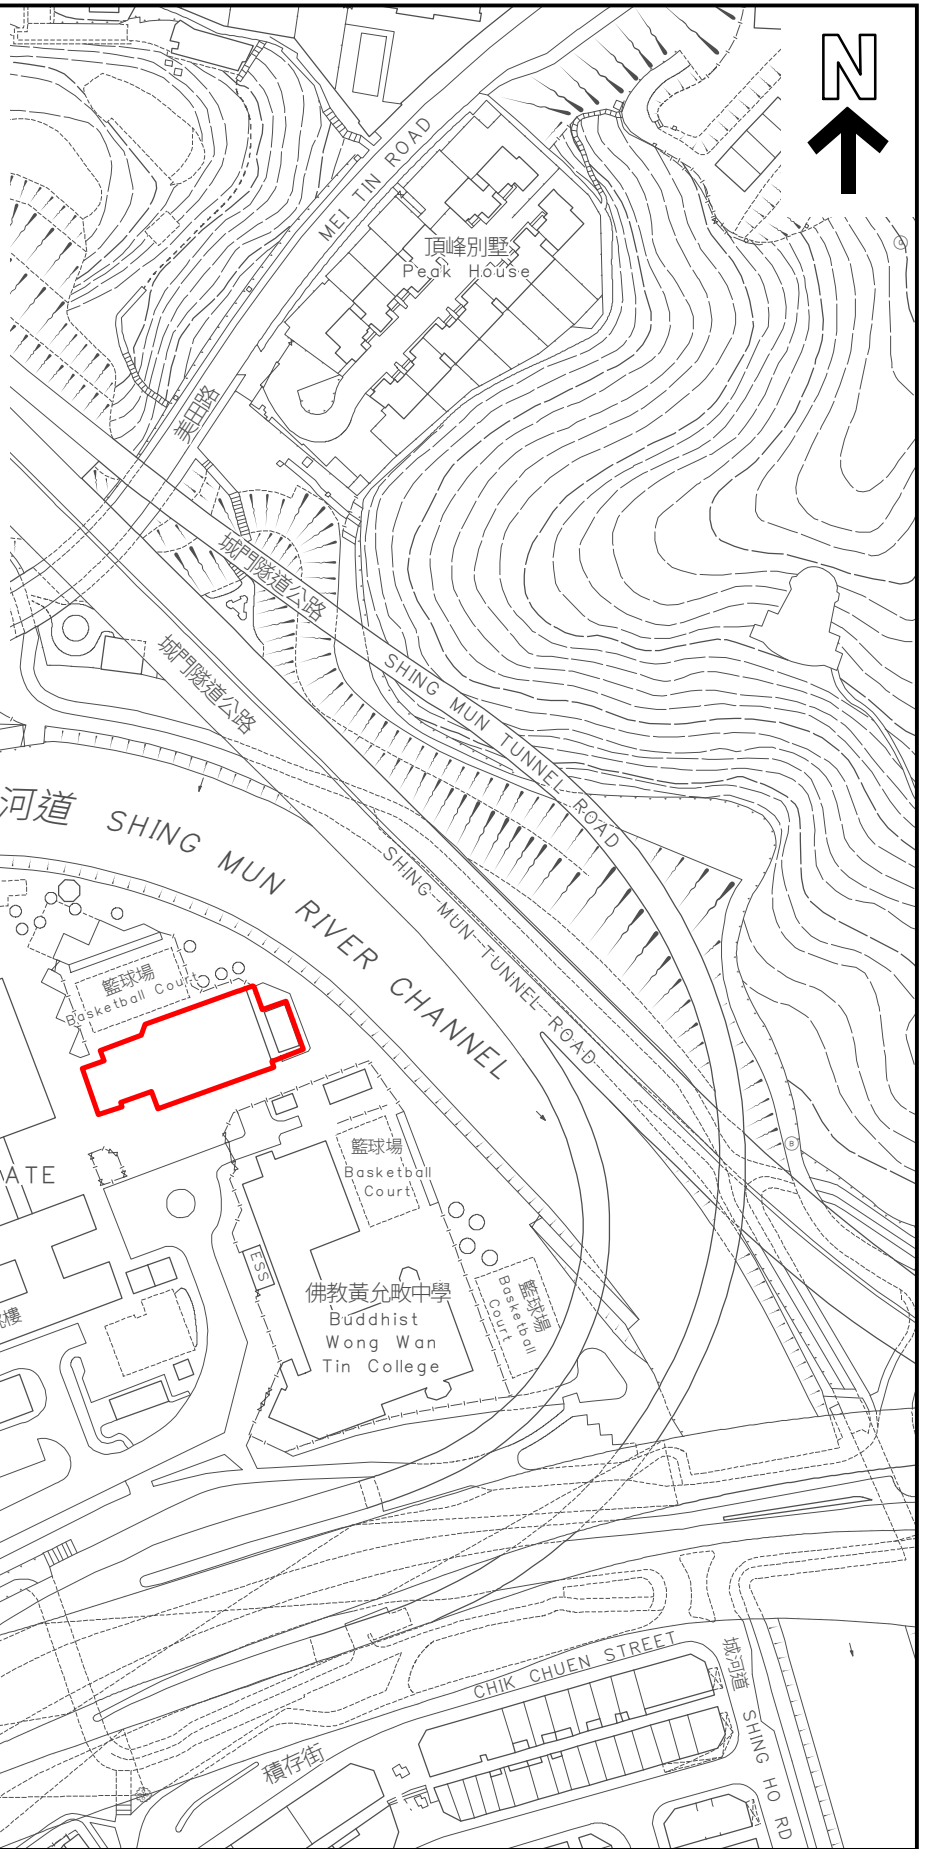 N
MEI TIN ROAD
頂峰別墅
Peak House
美田路
城門隧道公路
城門隧道公路
SHING MUN TUNNEL ROAD
河道 SHING MUN RIVER CHANNEL
SHING MUN TUNNEL ROAD
籃球場
Basketball Court
籃球場
Basketball
Court
ATE
ESS
佛教黃允畋中學
Buddhist
Wong Wan
Tin College
籃球場
Basketball
Court
樓
CHIK CHUEN STREET
積存街
城河道 SHING HO RD